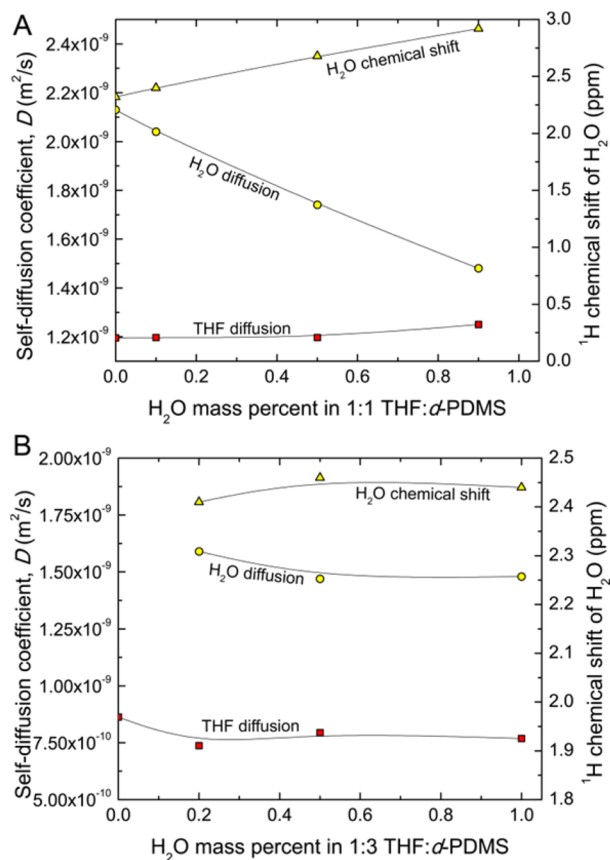 A
Self-diffusion coefficient, D (m²/s)
2.4x10⁻⁹
2.2x10⁻⁹
2.0x10⁻⁹
1.8x10⁻⁹
1.6x10⁻⁹
1.4x10⁻⁹
1.2x10⁻⁹
H₂O chemical shift
H₂O diffusion
THF diffusion
3.0
2.5
2.0
1.5
1.0
0.5
0.0
¹H chemical shift of H₂O (ppm)
0.0 0.2 0.4 0.6 0.8 1.0
H₂O mass percent in 1:1 THF:d-PDMS
B
Self-diffusion coefficient, D (m²/s)
2.00x10⁻⁹
1.75x10⁻⁹
1.50x10⁻⁹
1.25x10⁻⁹
1.00x10⁻⁹
7.50x10⁻¹⁰
5.00x10⁻¹⁰
H₂O chemical shift
H₂O diffusion
THF diffusion
2.5
2.4
2.3
2.2
2.1
2.0
1.9
1.8
¹H chemical shift of H₂O (ppm)
0.0 0.2 0.4 0.6 0.8 1.0
H₂O mass percent in 1:3 THF:d-PDMS